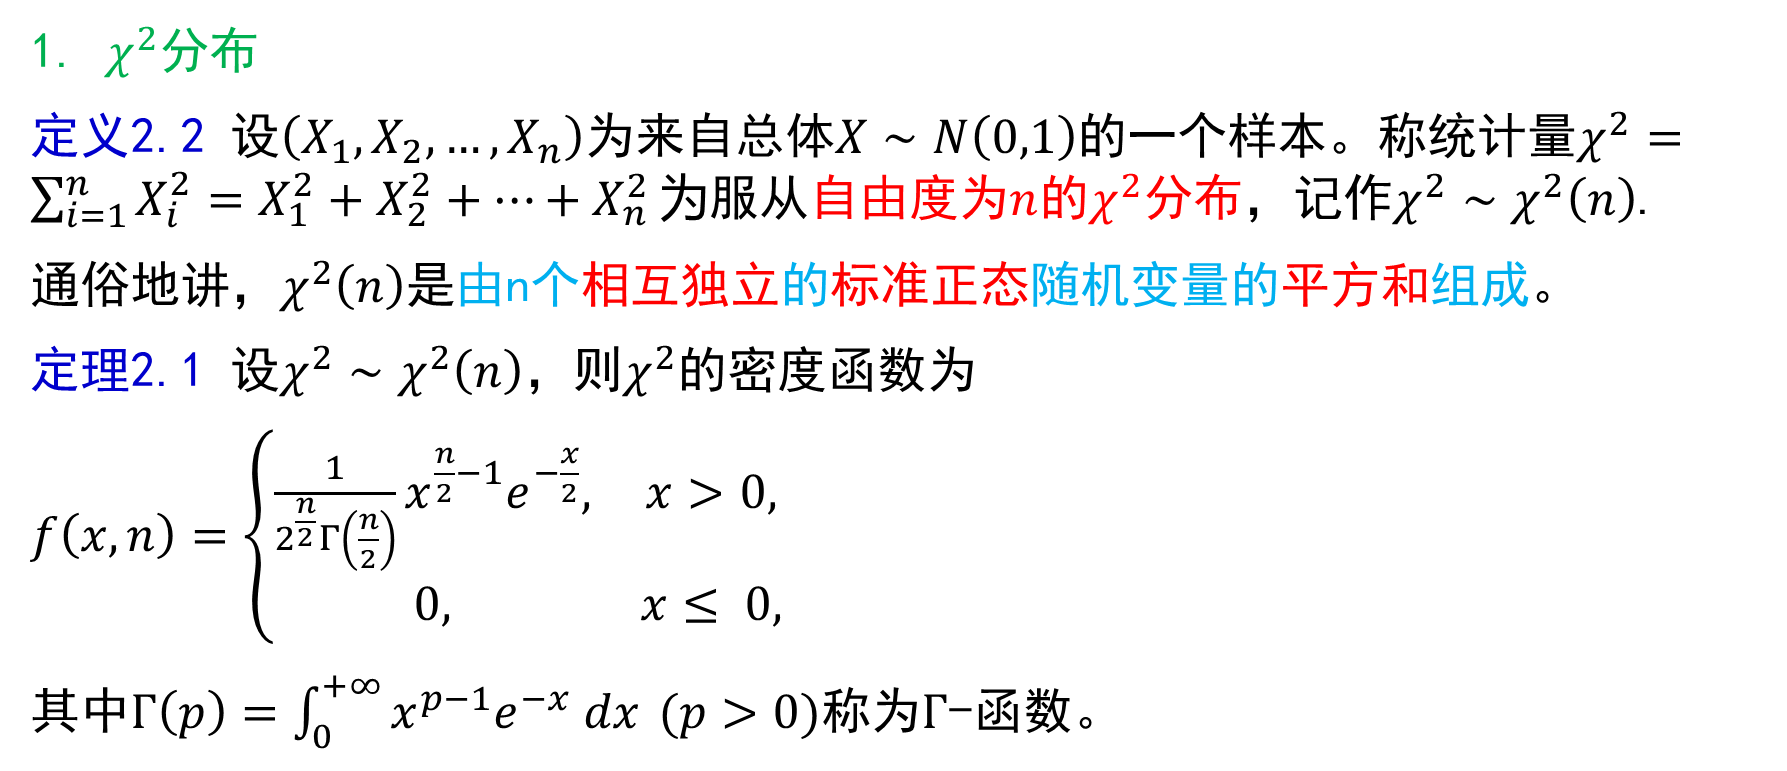 1. χ²分布
定义2.2 设(X₁, X₂, …, Xₙ)为来自总体X ~ N(0,1)的一个样本。称统计量χ² =
∑ᵢ₌₁ⁿ Xᵢ² = X₁² + X₂² + ⋯ + Xₙ² 为服从自由度为n的χ²分布，记作χ² ~ χ²(n).
通俗地讲，χ²(n)是由n个相互独立的标准正态随机变量的平方和组成。
定理2.1 设χ² ~ χ²(n)，则χ²的密度函数为
f(x, n) = { \frac{1}{2^{\frac{n}{2}}Γ(\frac{n}{2})} x^{\frac{n}{2}-1} e^{-\frac{x}{2}}, x > 0,
0, x ≤ 0,
其中Γ(p) = ∫₀^{+∞} x^{p−1}e^{−x} dx (p > 0)称为Γ−函数。